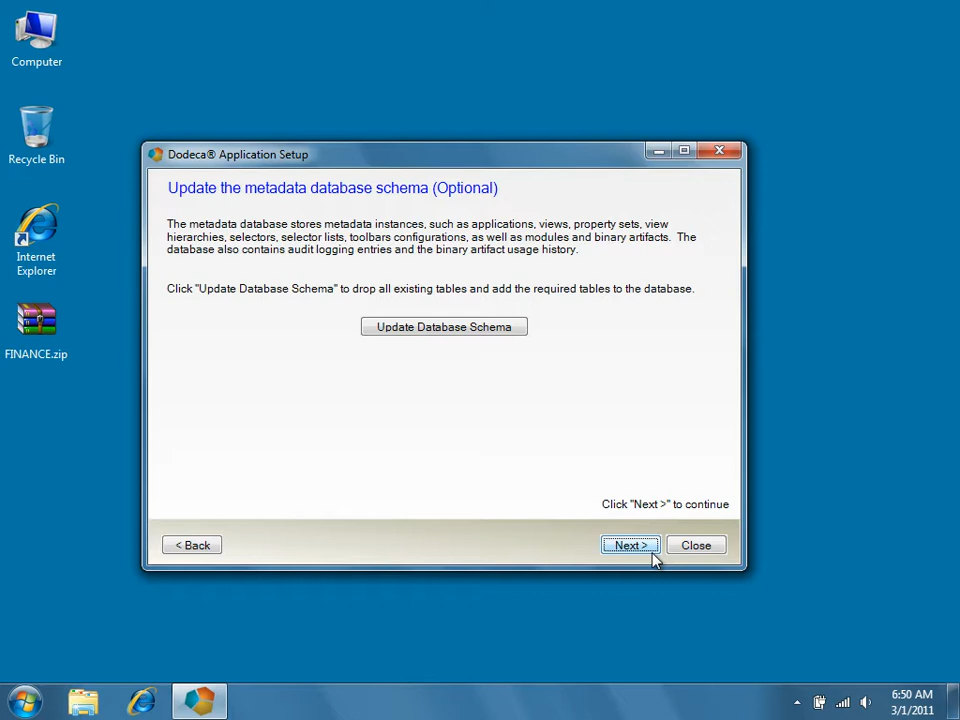 Computer
Recycle Bin
Internet
Explorer
FINANCE.zip
Dodeca® Application Setup
Update the metadata database schema (Optional)
The metadata database stores metadata instances, such as applications, views, property sets, view
hierarchies, selectors, selector lists, toolbars configurations, as well as modules and binary artifacts. The
database also contains audit logging entries and the binary artifact usage history.
Click "Update Database Schema" to drop all existing tables and add the required tables to the database.
Update Database Schema
Click "Next >" to continue
< Back
Next >
Close
6:50 AM
3/1/2011